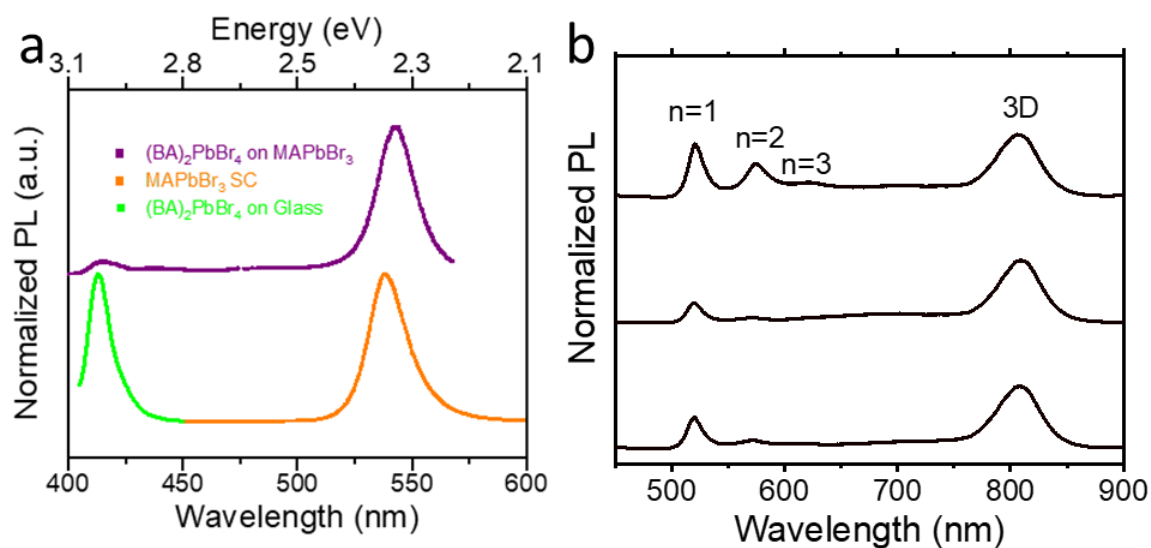 a
Energy (eV)
3.1 2.8 2.5 2.3 2.1
Normalized PL (a.u.)
(BA)₂PbBr₄ on MAPbBr₃
MAPbBr₃ SC
(BA)₂PbBr₄ on Glass
400 450 500 550 600
Wavelength (nm)
b
Normalized PL
n=1
n=2
n=3
3D
500 600 700 800 900
Wavelength (nm)